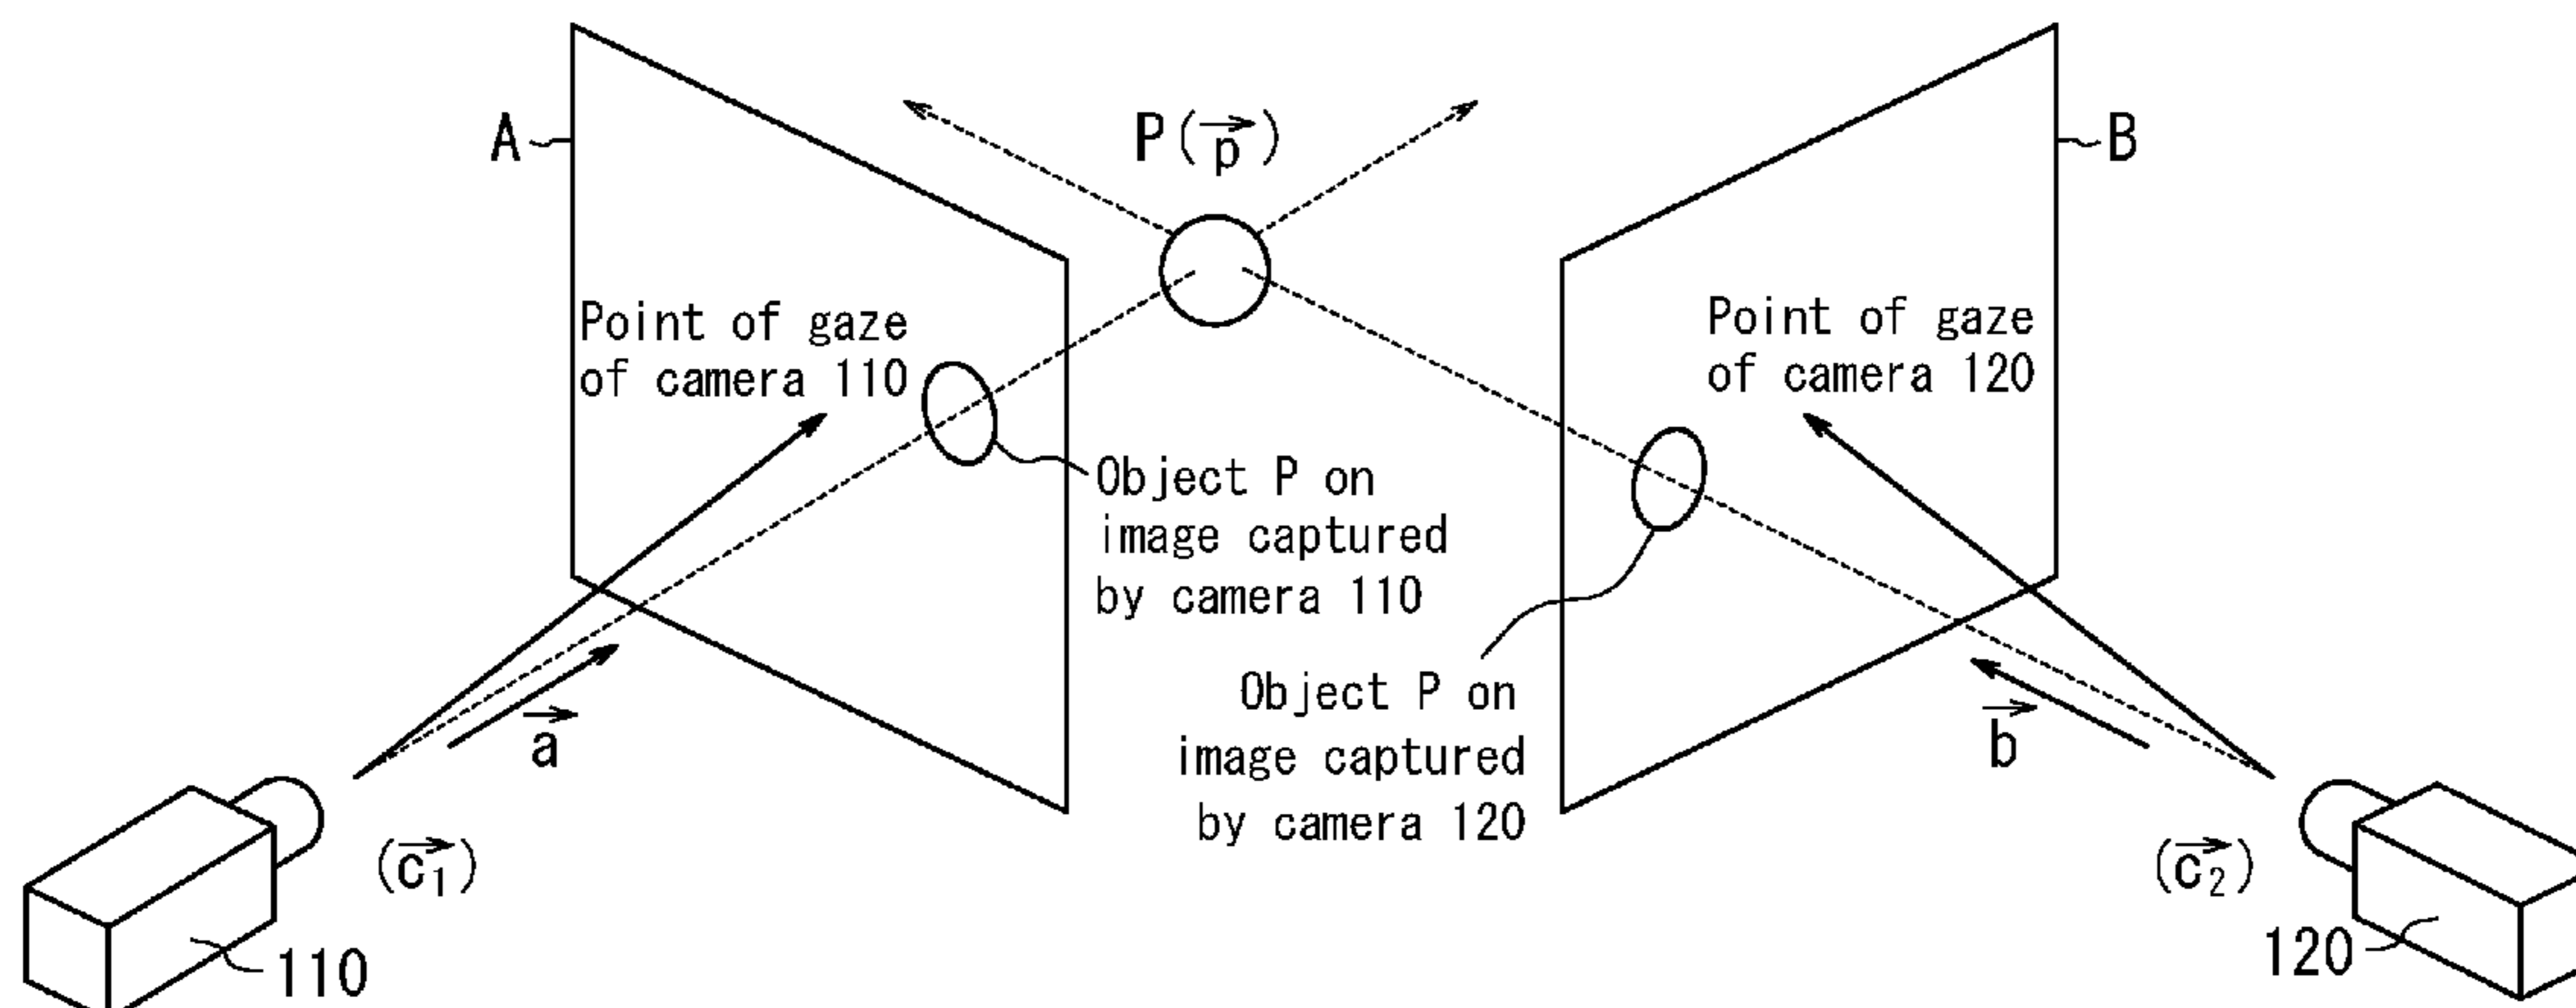 A
P(p⃗)
B
Point of gaze
of camera 110
Point of gaze
of camera 120
Object P on
image captured
by camera 110
Object P on
image captured
by camera 120
a⃗
b⃗
(c⃗₁)
(c⃗₂)
110
120